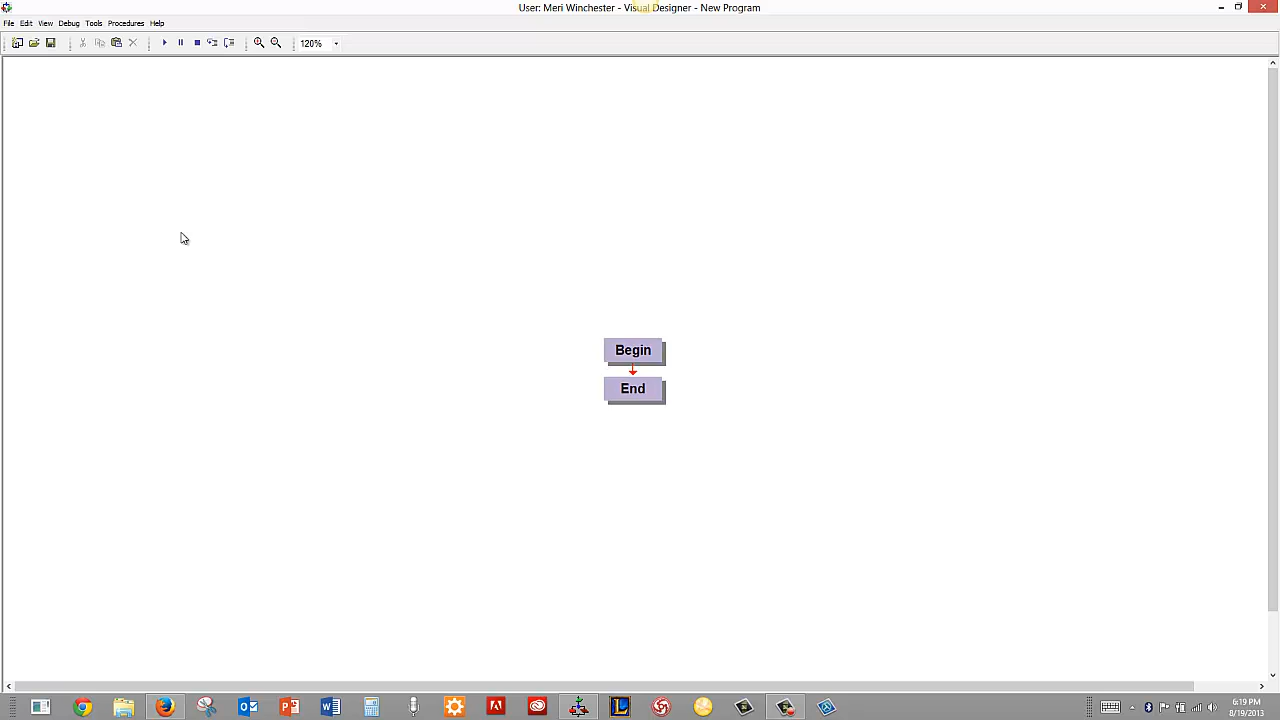 User: Meri Winchester - Visual Designer - New Program
File Edit View Debug Tools Procedures Help
120%
Begin
End
6:19 PM
8/19/2013